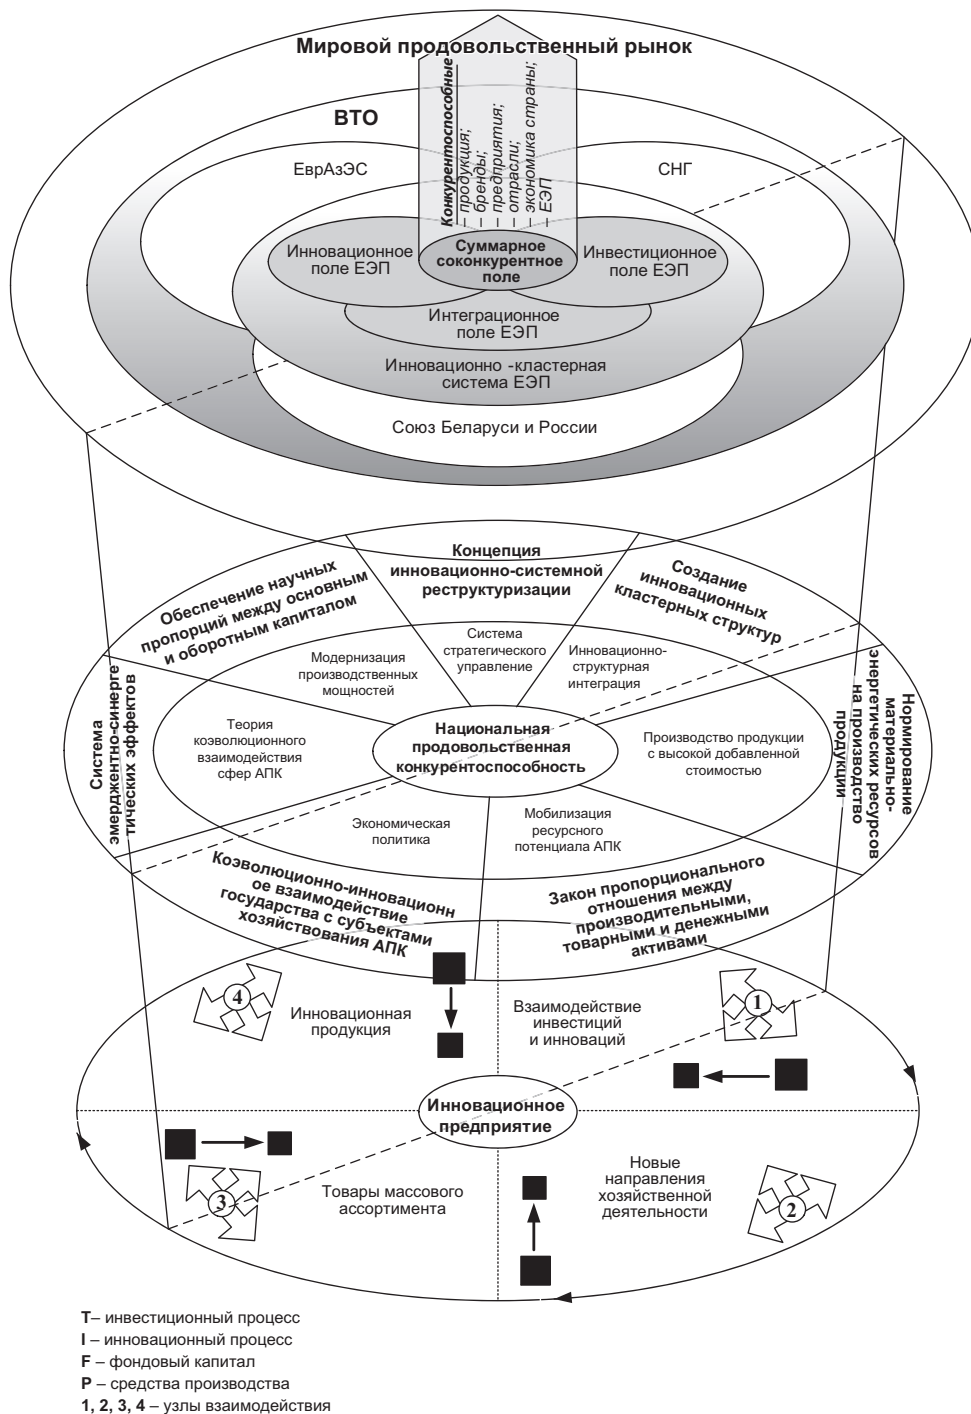 Мировой продовольственный рынок
Конкурентоспособные
– продукция;
– бренды;
– предприятия;
– отрасли;
– экономика страны;
– ЕЭП
ВТО
ЕврАзЭС
СНГ
Инновационное
поле ЕЭП
Суммарное
соконкурентное
поле
Инвестиционное
поле ЕЭП
Интеграционное
поле ЕЭП
Инновационно -кластерная
система ЕЭП
Союз Беларуси и России
Обеспечение научных
пропорций между основным
и оборотным капиталом
Концепция
инновационно-системной
реструктуризации
Создание
инновационных
кластерных структур
Модернизация
производственных
мощностей
Система
стратегического
управление
Инновационно-
структурная
интеграция
Система
эмерджентно-синерге
тических эффектов
Теория
коэволюционного
взаимодействия
сфер АПК
Национальная
продовольственная
конкурентоспособность
Производство продукции
с высокой добавленной
стоимостью
Нормирование
материально-
энергетических ресурсов
на производство
продукции
Экономическая
политика
Мобилизация
ресурсного
потенциала АПК
Коэволюционно-инновационн
ое взаимодействие
государства с субъектами
хозяйствования АПК
Закон пропорционального
отношения между
производительными,
товарными и денежными
активами
4
Инновационная
продукция
Взаимодействие
инвестиций
и инноваций
1
Инновационное
предприятие
3
Товары массового
ассортимента
Новые
направления
хозяйственной
деятельности
2
T– инвестиционный процесс
I – инновационный процесс
F – фондовый капитал
P – средства производства
1, 2, 3, 4 – узлы взаимодействия